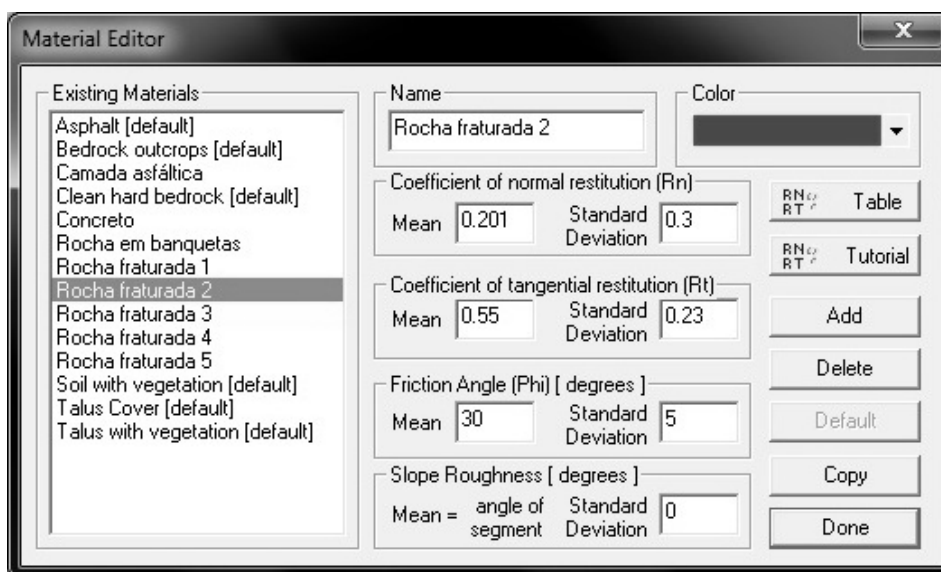 Material Editor
x
Existing Materials
Asphalt [default]
Bedrock outcrops [default]
Camada asfáltica
Clean hard bedrock [default]
Concreto
Rocha em banquetas
Rocha fraturada 1
Rocha fraturada 2
Rocha fraturada 3
Rocha fraturada 4
Rocha fraturada 5
Soil with vegetation [default]
Talus Cover [default]
Talus with vegetation [default]
Name
Rocha fraturada 2
Color
Coefficient of normal restitution (Rn)
Mean 0.201 Standard Deviation 0.3
Coefficient of tangential restitution (Rt)
Mean 0.55 Standard Deviation 0.23
Friction Angle (Phi) [ degrees ]
Mean 30 Standard Deviation 5
Slope Roughness [ degrees ]
Mean = angle of segment Standard Deviation 0
RN RT Table
RN RT Tutorial
Add
Delete
Default
Copy
Done